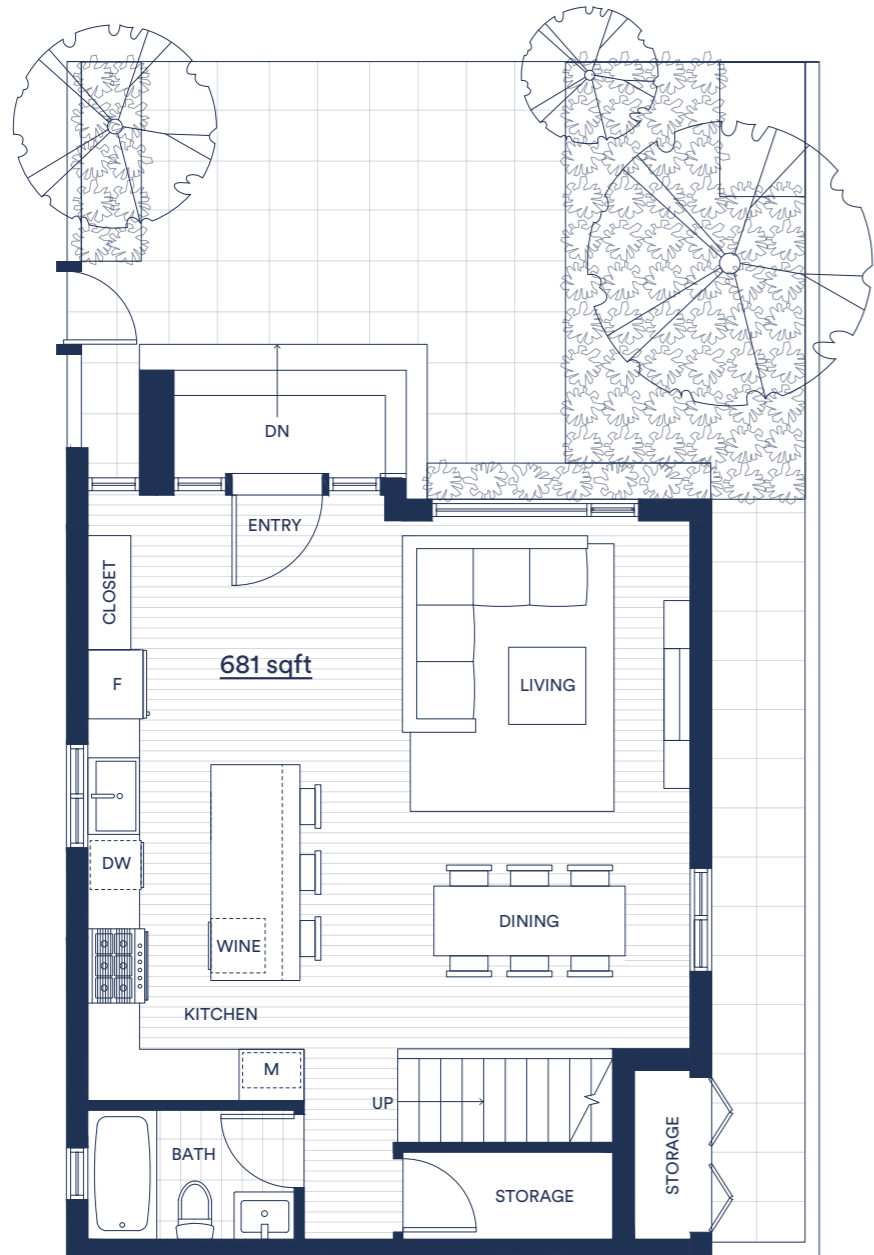 DN
ENTRY
CLOSET
681 sqft
F
LIVING
DW
DINING
WINE
KITCHEN
M
UP
BATH
STORAGE
STORAGE